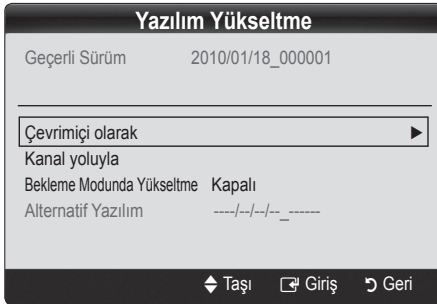 Yazılım Yükseltme
Geçerli Sürüm 2010/01/18_000001
Çevrimiçi olarak ▶
Kanal yoluyla
Bekleme Modunda Yükseltme Kapalı
Alternatif Yazılım ----/--/--/--_------
Taşı Giriş Geri